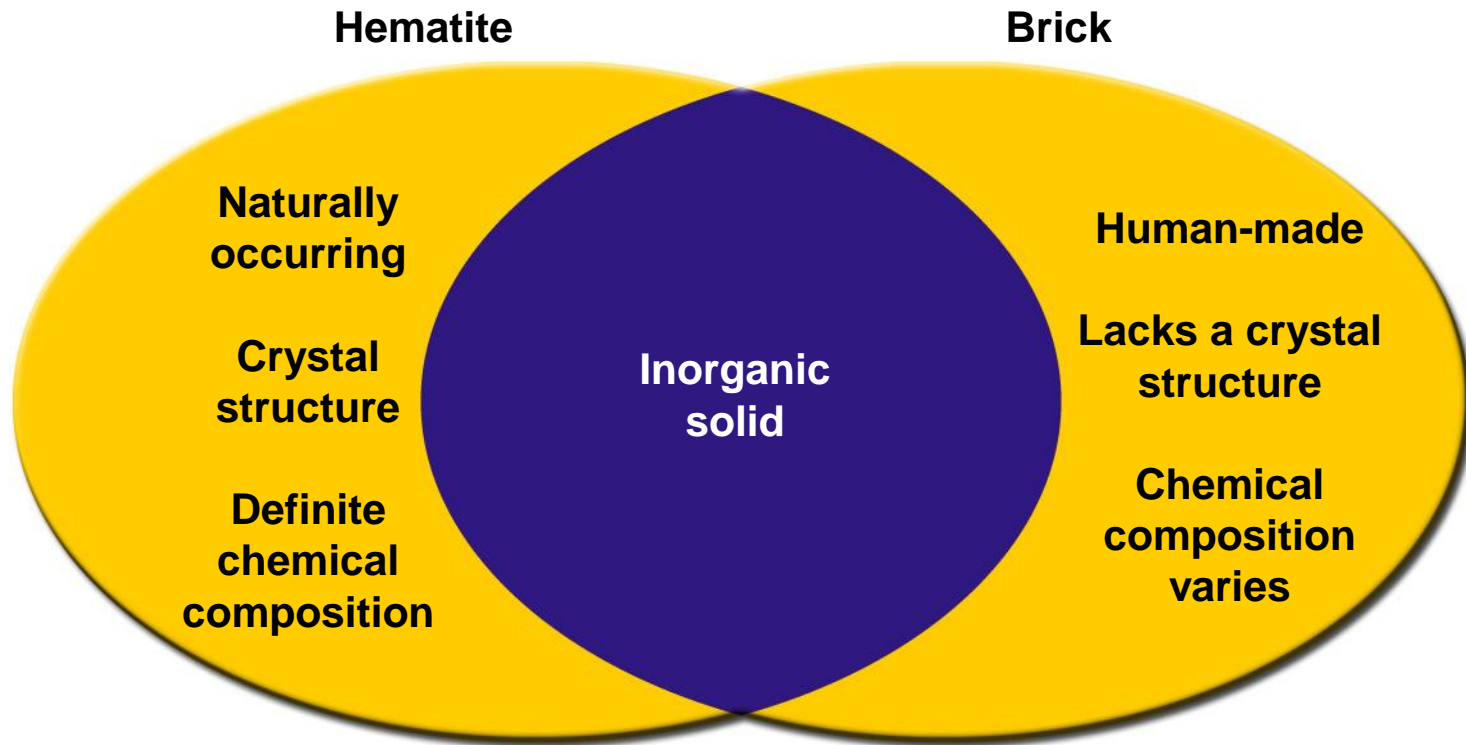 Hematite
Brick
Naturally
occurring
Crystal
structure
Definite
chemical
composition
Inorganic
solid
Human-made
Lacks a crystal
structure
Chemical
composition
varies